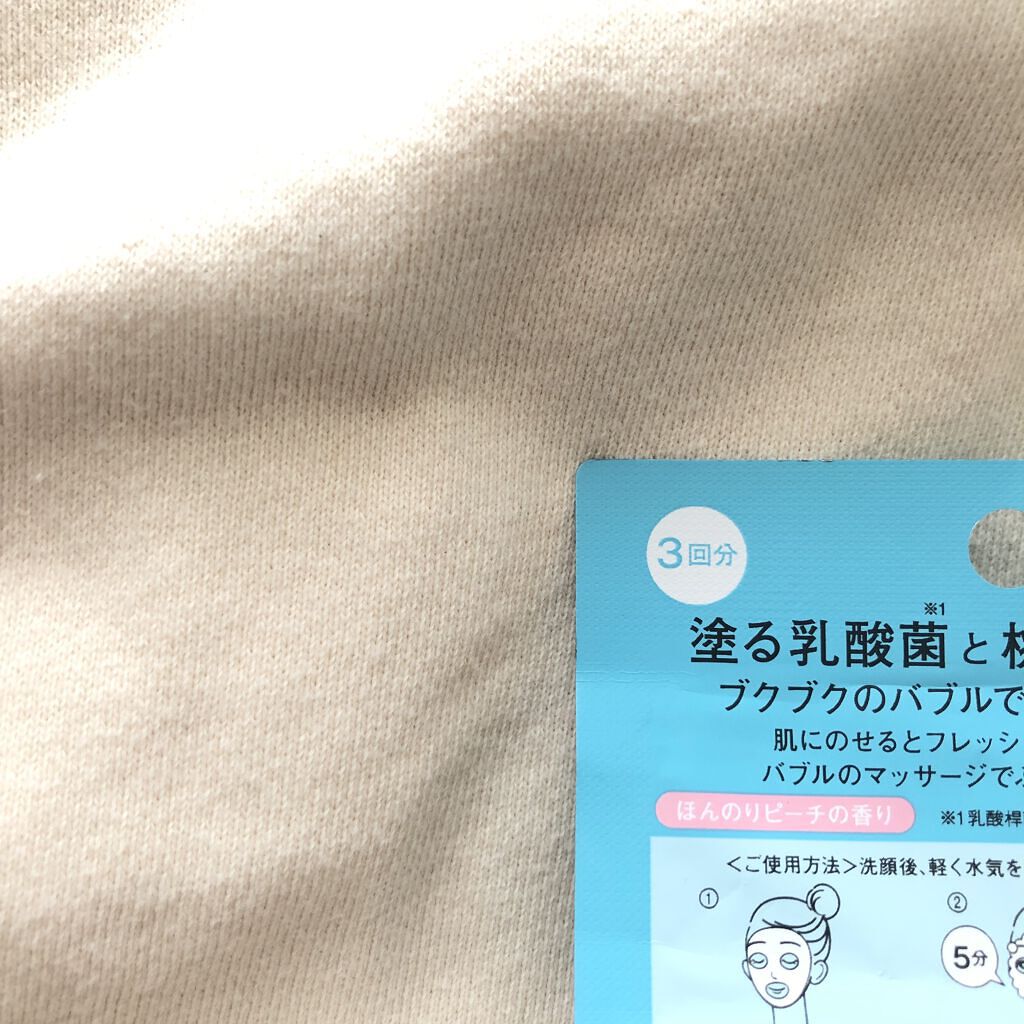 3回分
※1
塗る乳酸菌と
ブクブクのバブルで
肌にのせるとフレッシ
バブルのマッサージで
ほんのりピーチの香り
※1乳酸桿
＜ご使用方法＞洗顔後、軽く水気を
① ②
5分